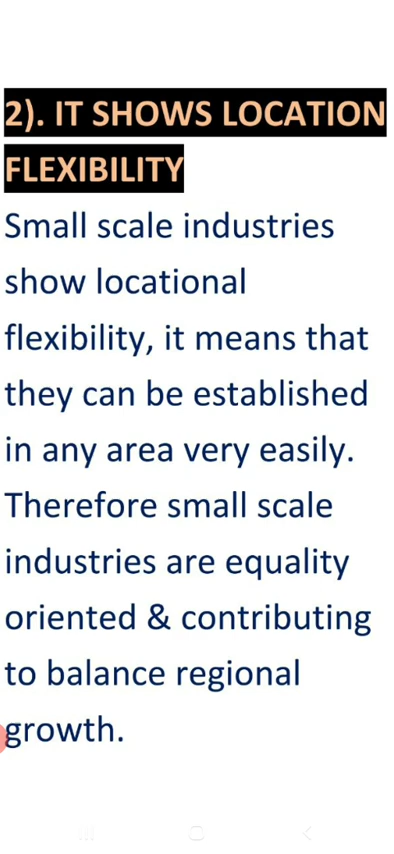 2). IT SHOWS LOCATION
FLEXIBILITY
Small scale industries
show locational
flexibility, it means that
they can be established
in any area very easily.
Therefore small scale
industries are equality
oriented & contributing
to balance regional
growth.